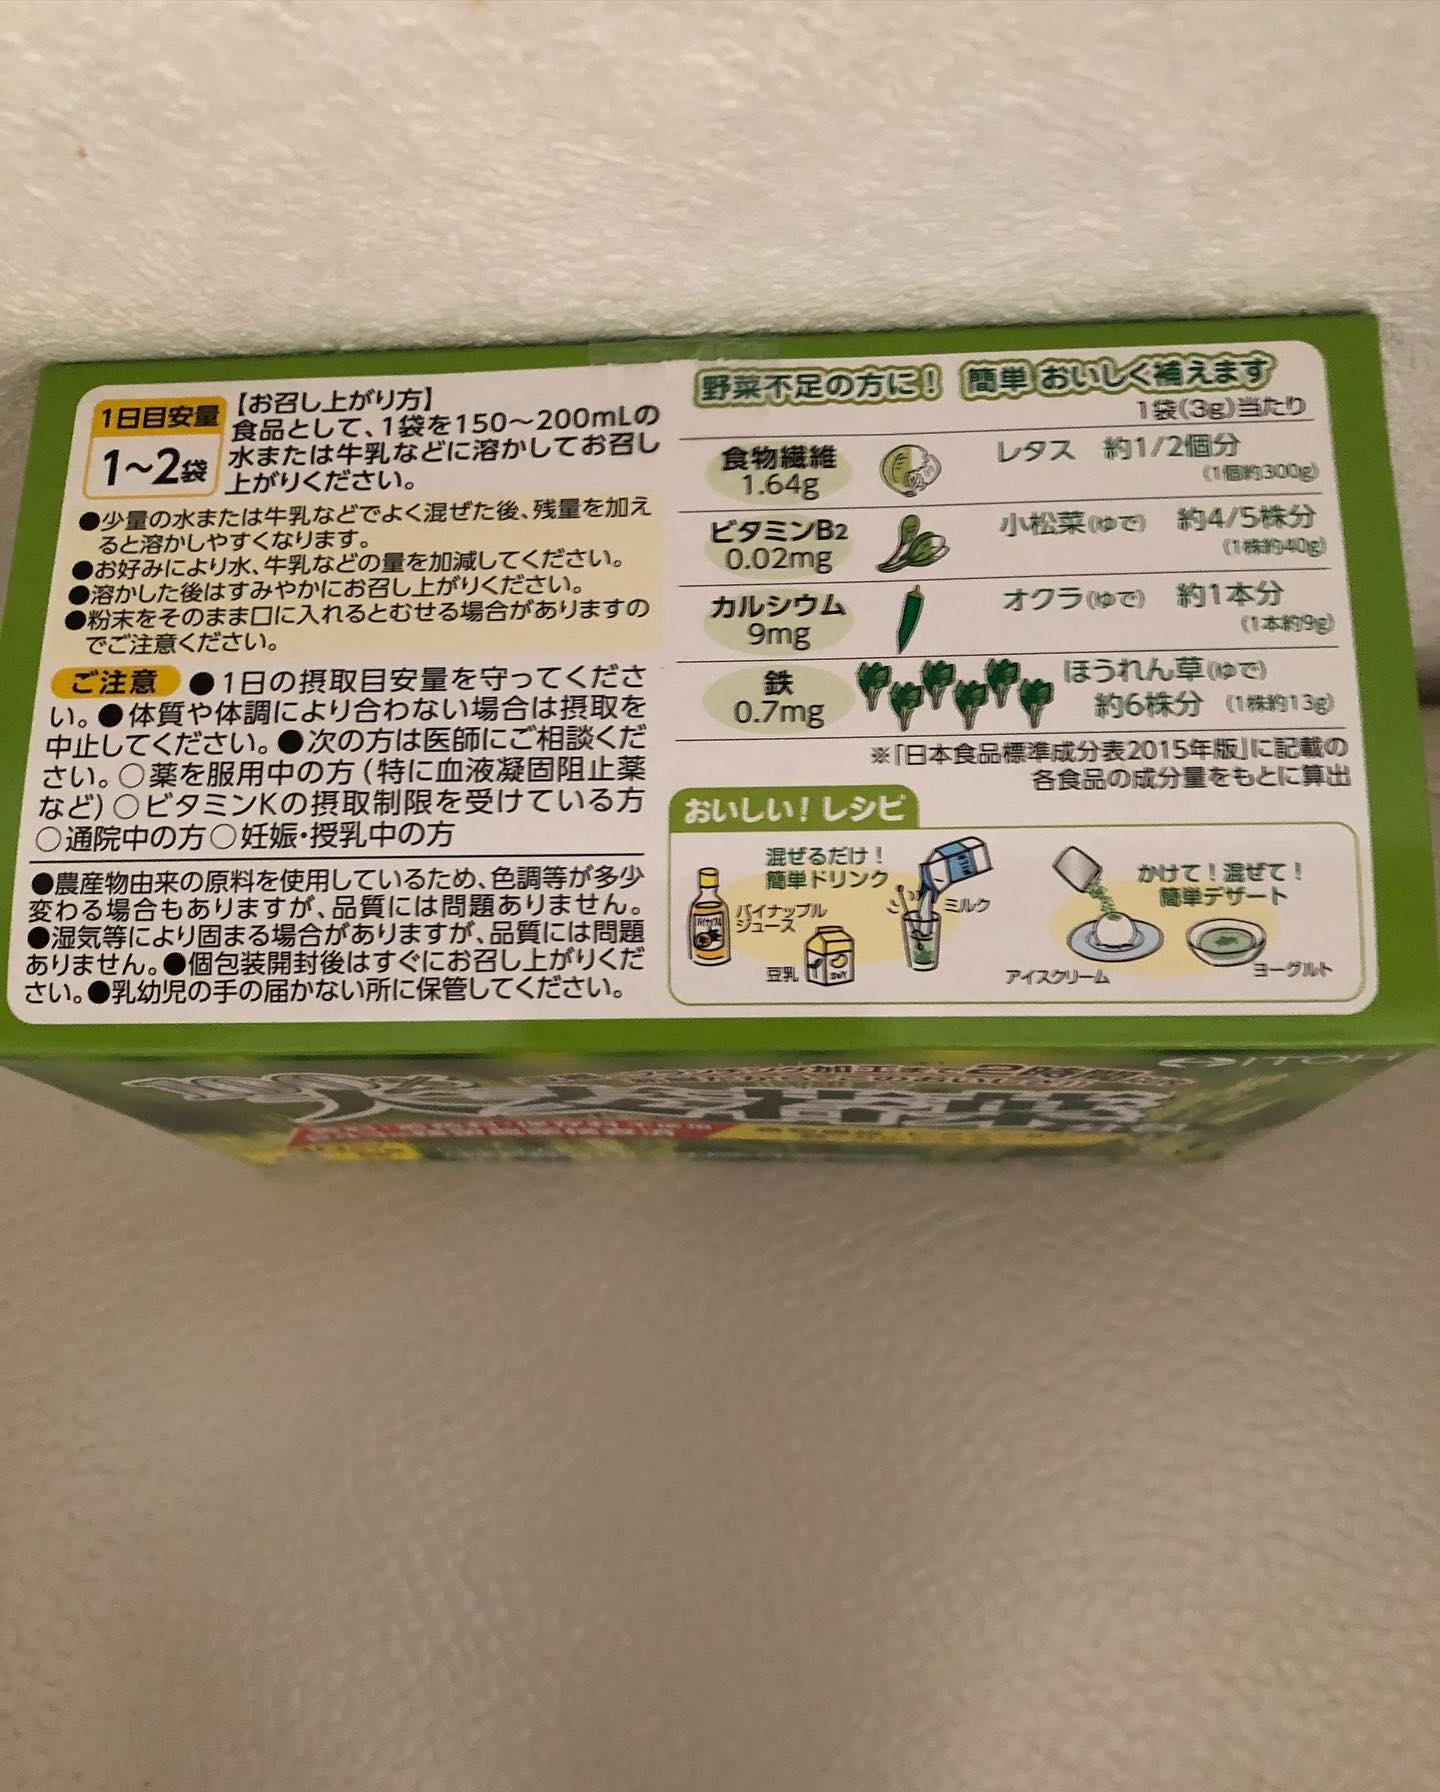 1日目安量
1〜2袋
【お召し上がり方】
食品として、1袋を150〜200mLの
水または牛乳などに溶かしてお召し
上がりください。
●少量の水または牛乳などでよく混ぜた後、残量を加え
ると溶かしやすくなります。
●お好みにより水、牛乳などの量を加減してください。
●溶かした後はすみやかにお召し上がりください。
●粉末をそのまま口に入れるとむせる場合がありますの
でご注意ください。
ご注意 ●1日の摂取目安量を守ってくださ
い。●体質や体調により合わない場合は摂取を
中止してください。●次の方は医師にご相談くだ
さい。○薬を服用中の方(特に血液凝固阻止薬
など)○ビタミンKの摂取制限を受けている方
○通院中の方○妊娠・授乳中の方
●農産物由来の原料を使用しているため、色調等が多少
変わる場合もありますが、品質には問題ありません。
●湿気等により固まる場合がありますが、品質には問題
ありません。●個包装開封後はすぐにお召し上がりくだ
さい。●乳幼児の手の届かない所に保管してください。
野菜不足の方に! 簡単 おいしく補えます
1袋(3g)当たり
食物繊維
1.64g
レタス 約1/2個分
(1個約300g)
ビタミンB2
0.02mg
小松菜(ゆで) 約4/5株分
(1株約40g)
カルシウム
9mg
オクラ(ゆで) 約1本分
(1本約9g)
鉄
0.7mg
ほうれん草(ゆで)
約6株分 (1株約13g)
※「日本食品標準成分表2015年版」に記載の
各食品の成分量をもとに算出
おいしい!レシピ
混ぜるだけ!
簡単ドリンク
パイナップル
ジュース
豆乳
ミルク
かけて!混ぜて!
簡単デザート
アイスクリーム
ヨーグルト
ITOH